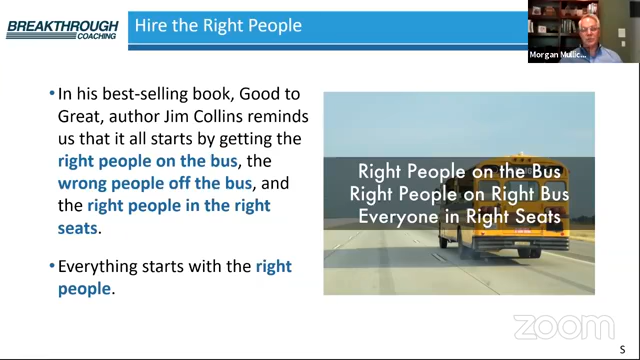 BREAKTHROUGH
COACHING
Hire the Right People
Morgan Mullic...
• In his best-selling book, Good to
Great, author Jim Collins reminds
us that it all starts by getting the
right people on the bus, the
wrong people off the bus, and
the right people in the right
seats.
• Everything starts with the right
people.
Right People on the Bus
Right People on Right Bus
Everyone in Right Seats
zoom
S